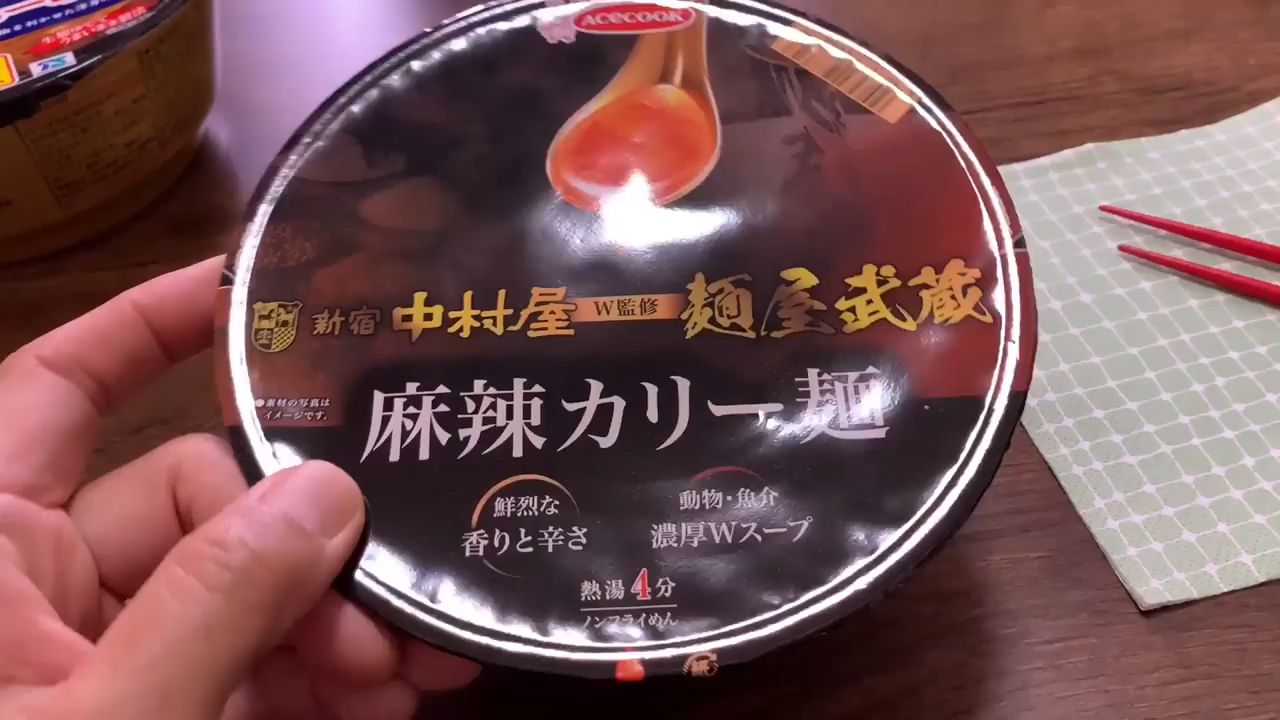 Acecook
新宿 中村屋 W監修 麺屋武蔵
●素材の写真は
イメージです。
麻辣カリー麺
鮮烈な
香りと辛さ
動物・魚介
濃厚Wスープ
熱湯4分
ノンフライめん